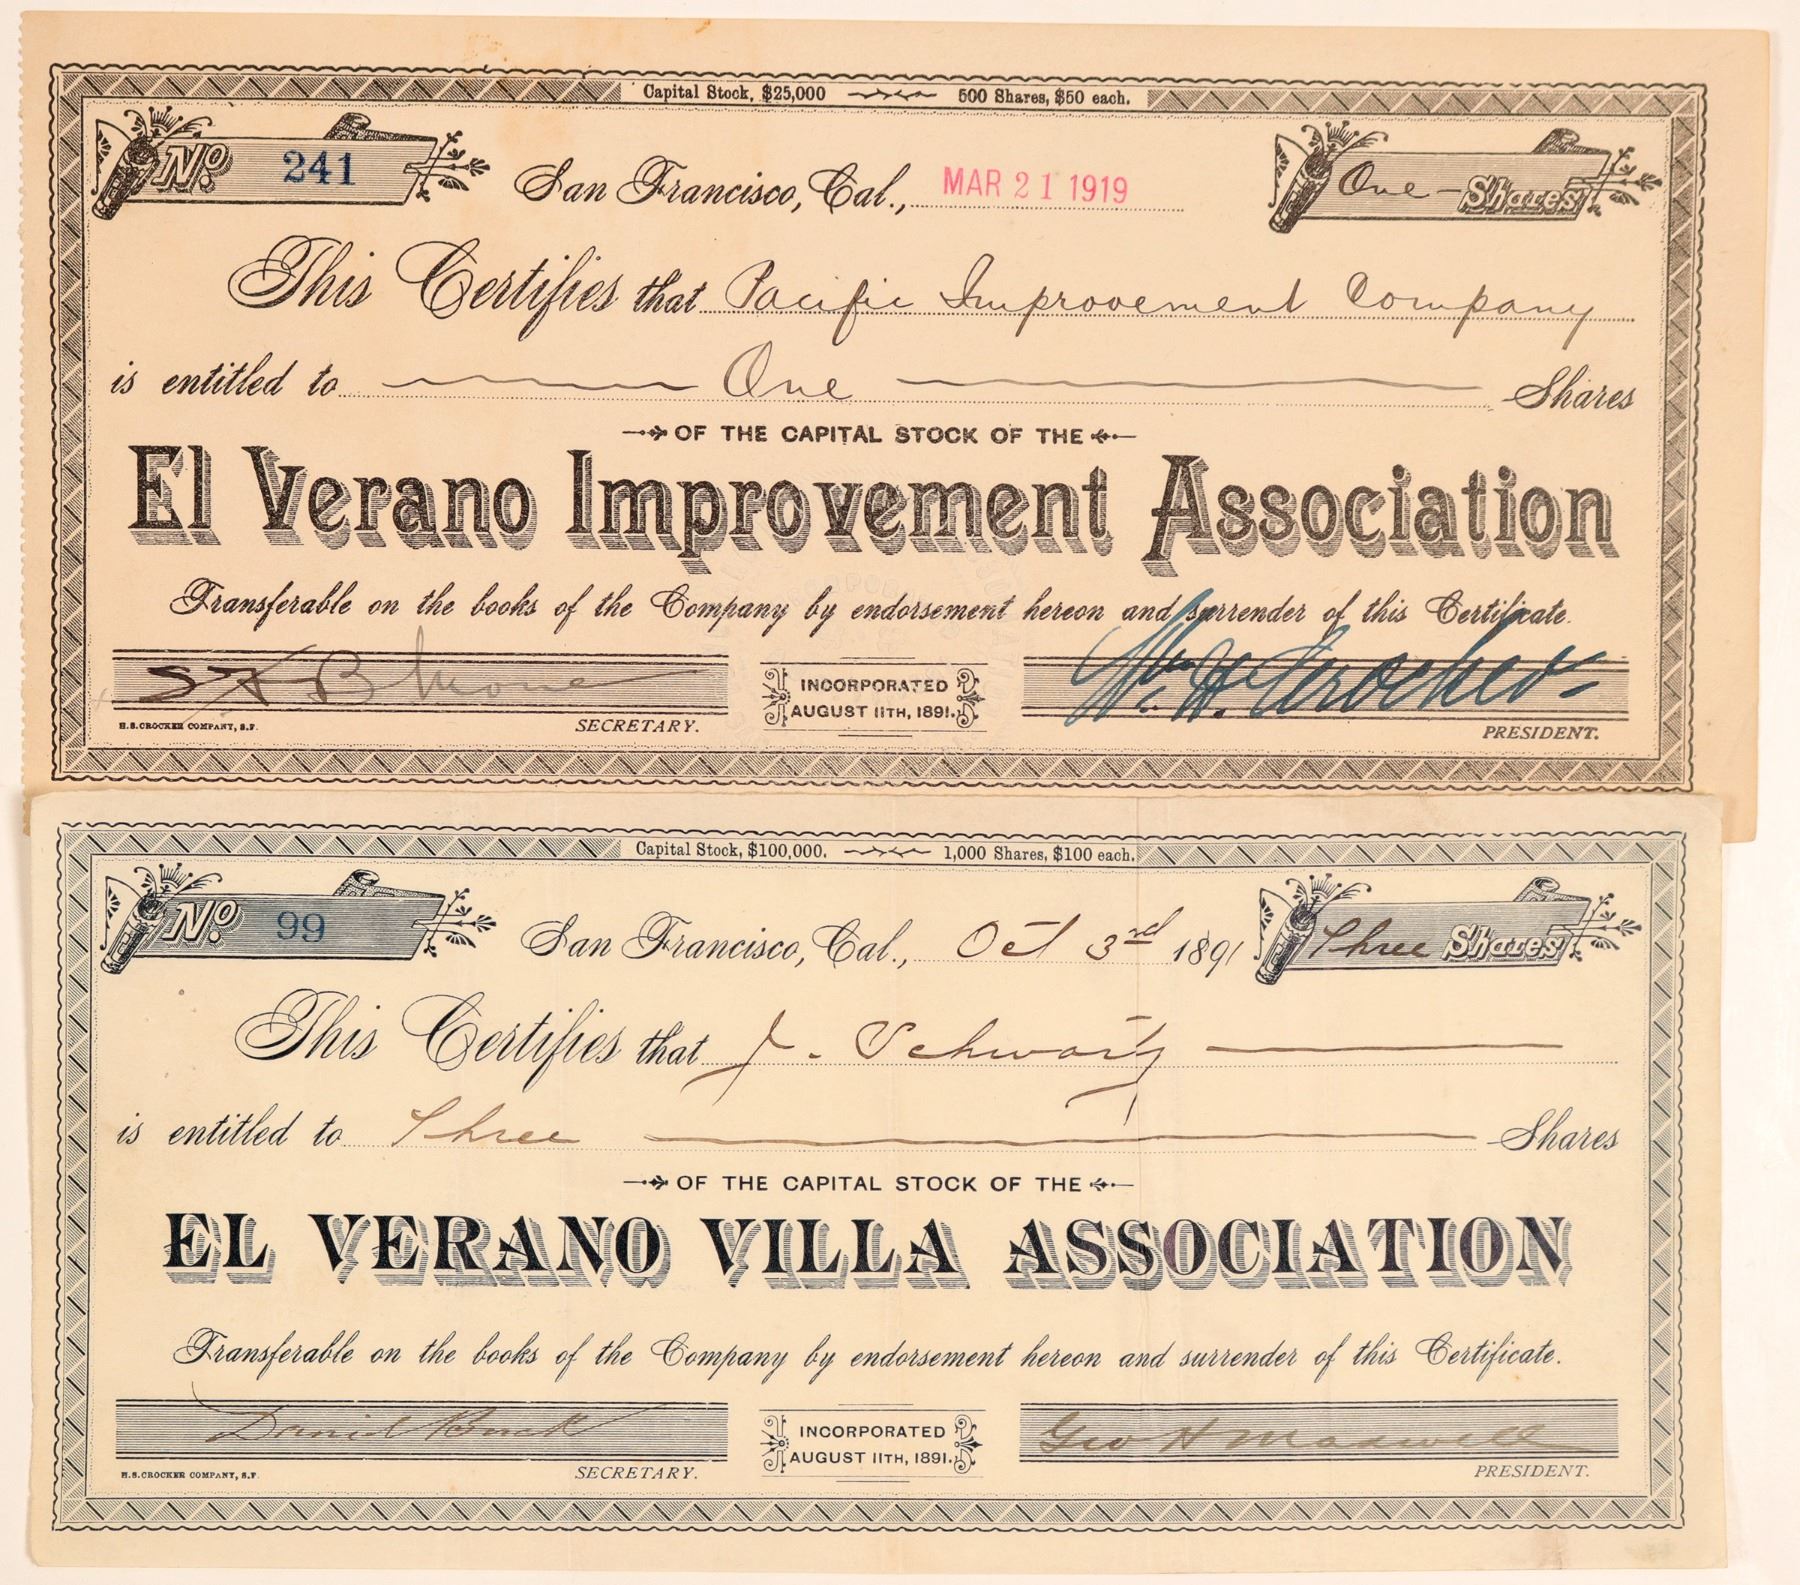 Capital Stock, $25,000 500 Shares, $50 each.
No. 241 San Francisco, Cal., MAR 21 1919 One Shares
This Certifies that Pacific Improvement Company
is entitled to One Shares
OF THE CAPITAL STOCK OF THE
El Verano Improvement Association
Transferable on the books of the Company by endorsement hereon and surrender of this Certificate.
Wm. H. Crocker
INCORPORATED
AUGUST 11TH, 1891.
H.S. CROCKER COMPANY, S.F. SECRETARY. PRESIDENT.
Capital Stock, $100,000. 1,000 Shares, $100 each.
No. 99 San Francisco, Cal., Oct 3rd 1891 Three Shares
This Certifies that J. Schwartz
is entitled to Three Shares
OF THE CAPITAL STOCK OF THE
EL VERANO VILLA ASSOCIATION
Transferable on the books of the Company by endorsement hereon and surrender of this Certificate.
Daniel Buck Geo H Maxwell
INCORPORATED
AUGUST 11TH, 1891.
H.S. CROCKER COMPANY, S.F. SECRETARY. PRESIDENT.